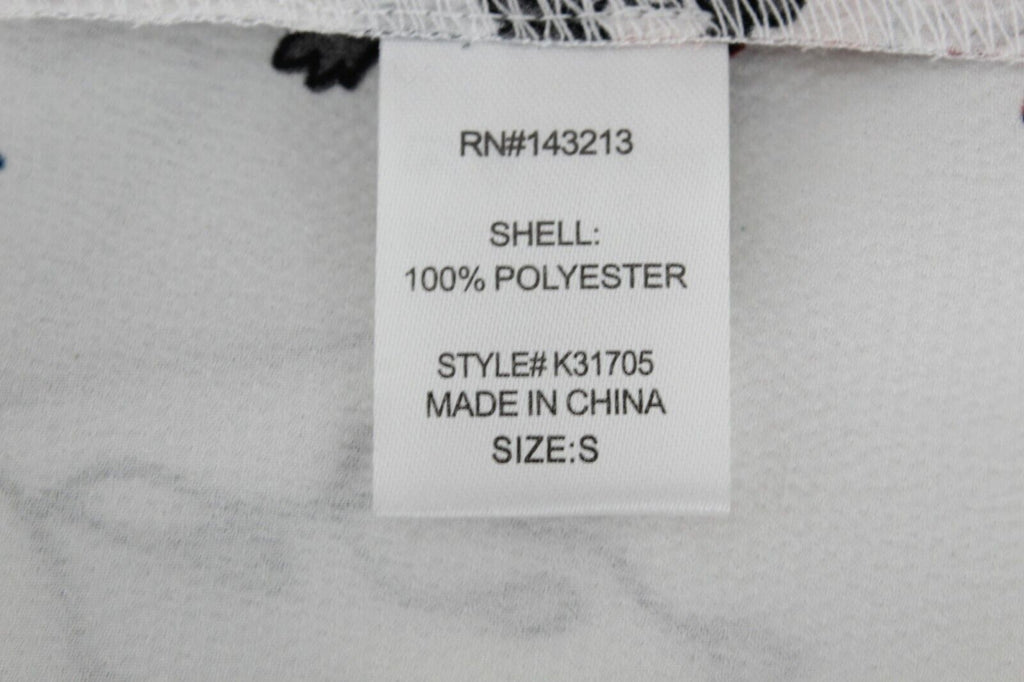 RN#143213
SHELL:
100% POLYESTER
STYLE# K31705
MADE IN CHINA
SIZE:S